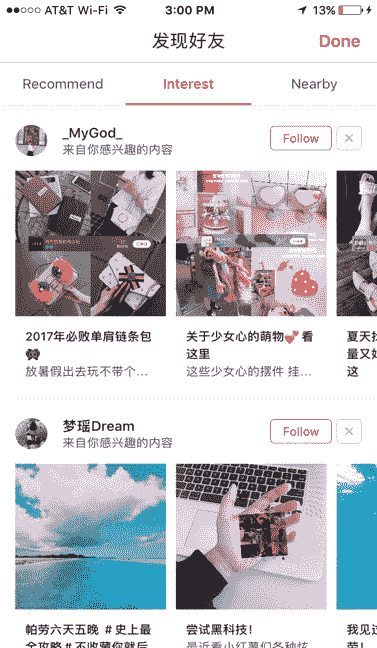 AT&T Wi-Fi 3:00 PM 13%
发现好友 Done
Recommend Interest Nearby
_MyGod_
来自你感兴趣的内容
Follow ×
2017年必败单肩链条包
放暑假出去玩不带个...
关于少女心的萌物💕 看
这里
这些少女心的摆件 挂...
夏天找
量又好
这
梦瑶Dream
来自你感兴趣的内容
Follow ×
帕劳六天五晚 ＃史上最
全攻略＃不收藏你就后
尝试黑科技！
最近看小红薯们各种炫
我见过
劳！